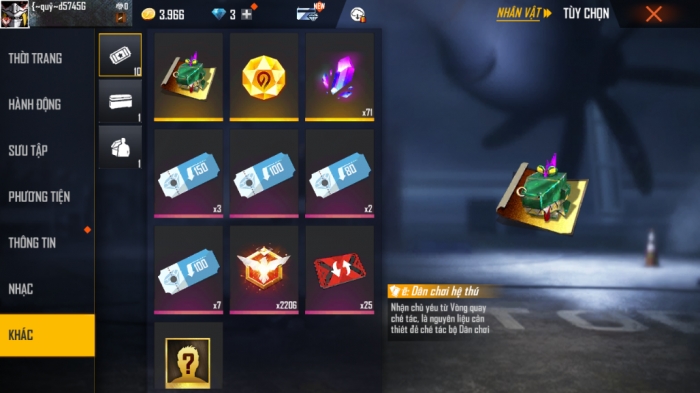 {~quỷ~d5745G
3.966
3
NEW
NHÂN VẬT
TÙY CHỌN
THỜI TRANG
HÀNH ĐỘNG
SƯU TẬP
PHƯƠNG TIỆN
THÔNG TIN
NHẠC
KHÁC
10
1
1
x71
150
x3
100
80
x2
100
x7
x2206
x25
?
Dân chơi hệ thú
Nhận chủ yếu từ Vòng quay
chế tác, là nguyên liệu cần
thiết để chế tác bộ Dân chơi